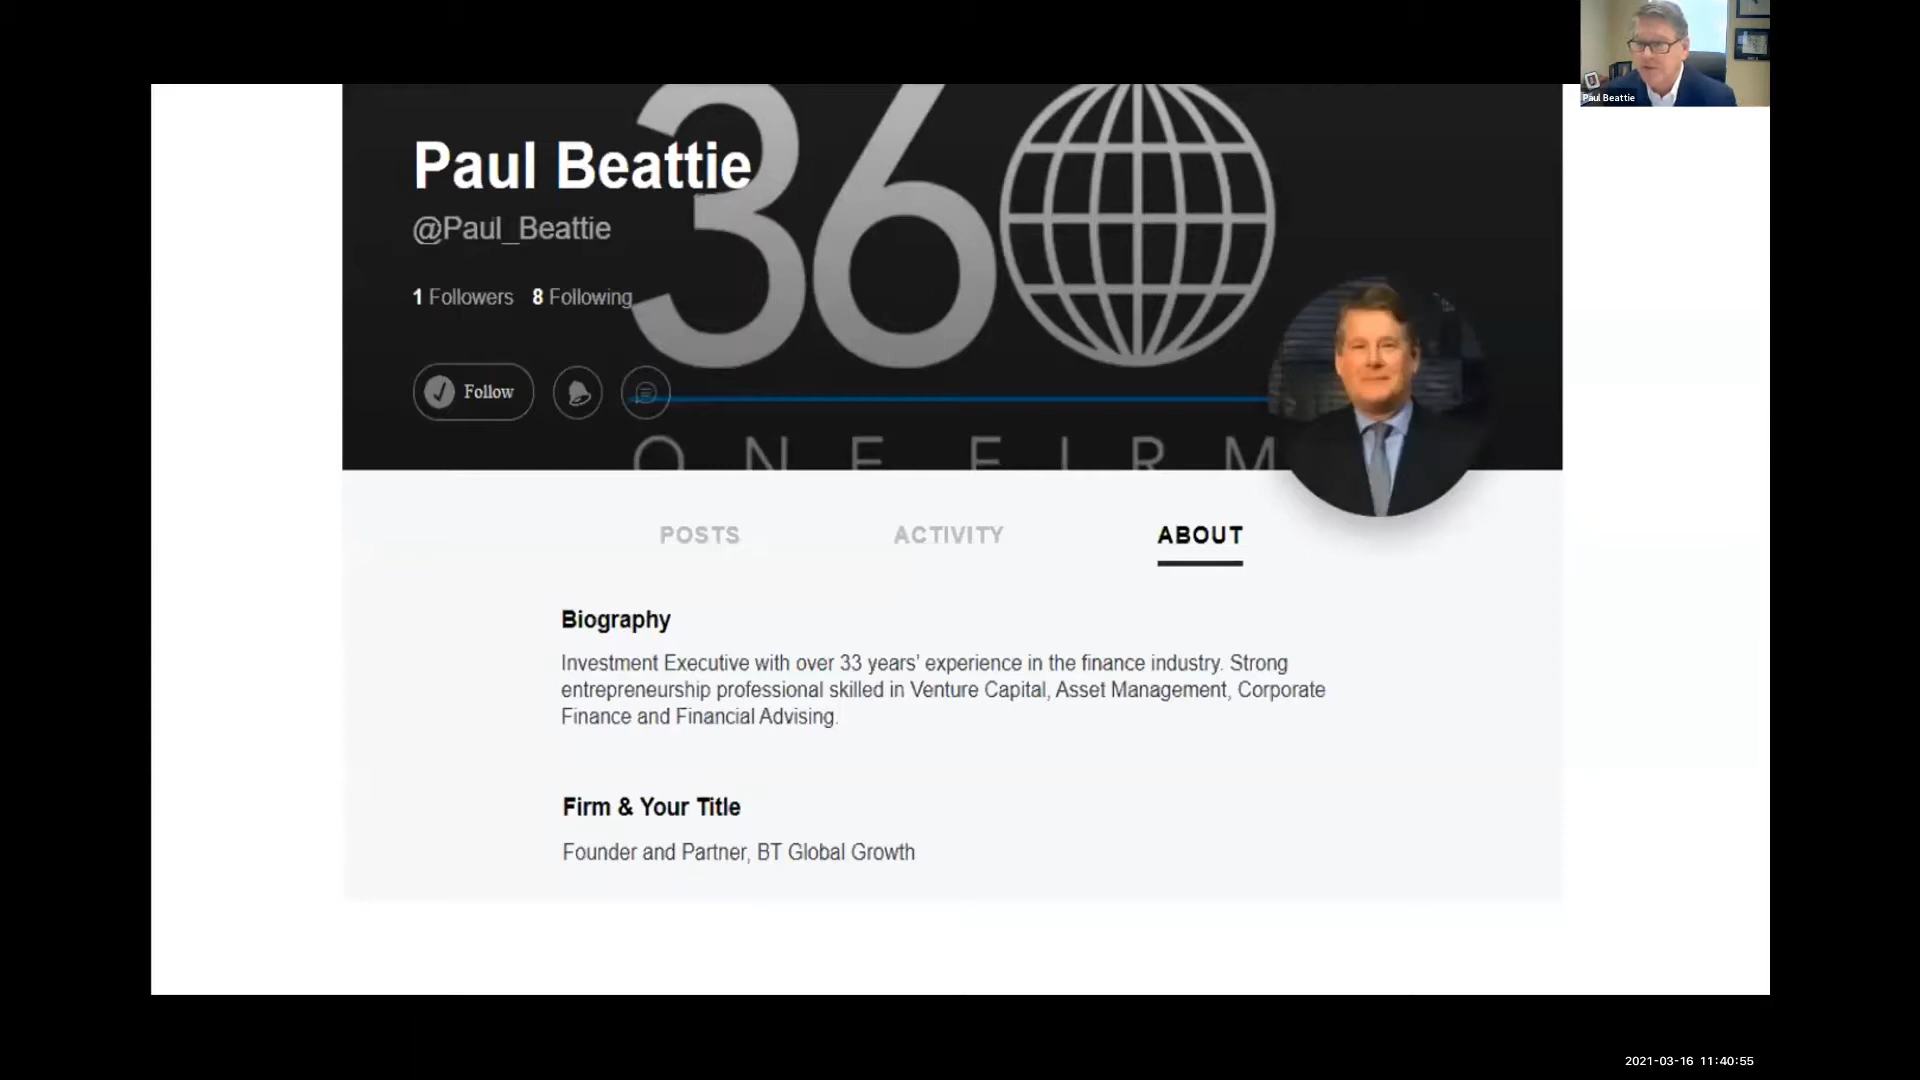 Paul Beattie
Paul Beattie
@Paul_Beattie
1 Followers 8 Following
360
Follow
ONE FIRM
POSTS ACTIVITY ABOUT
Biography
Investment Executive with over 33 years’ experience in the finance industry. Strong
entrepreneurship professional skilled in Venture Capital, Asset Management, Corporate
Finance and Financial Advising.
Firm & Your Title
Founder and Partner, BT Global Growth
2021-03-16 11:40:55